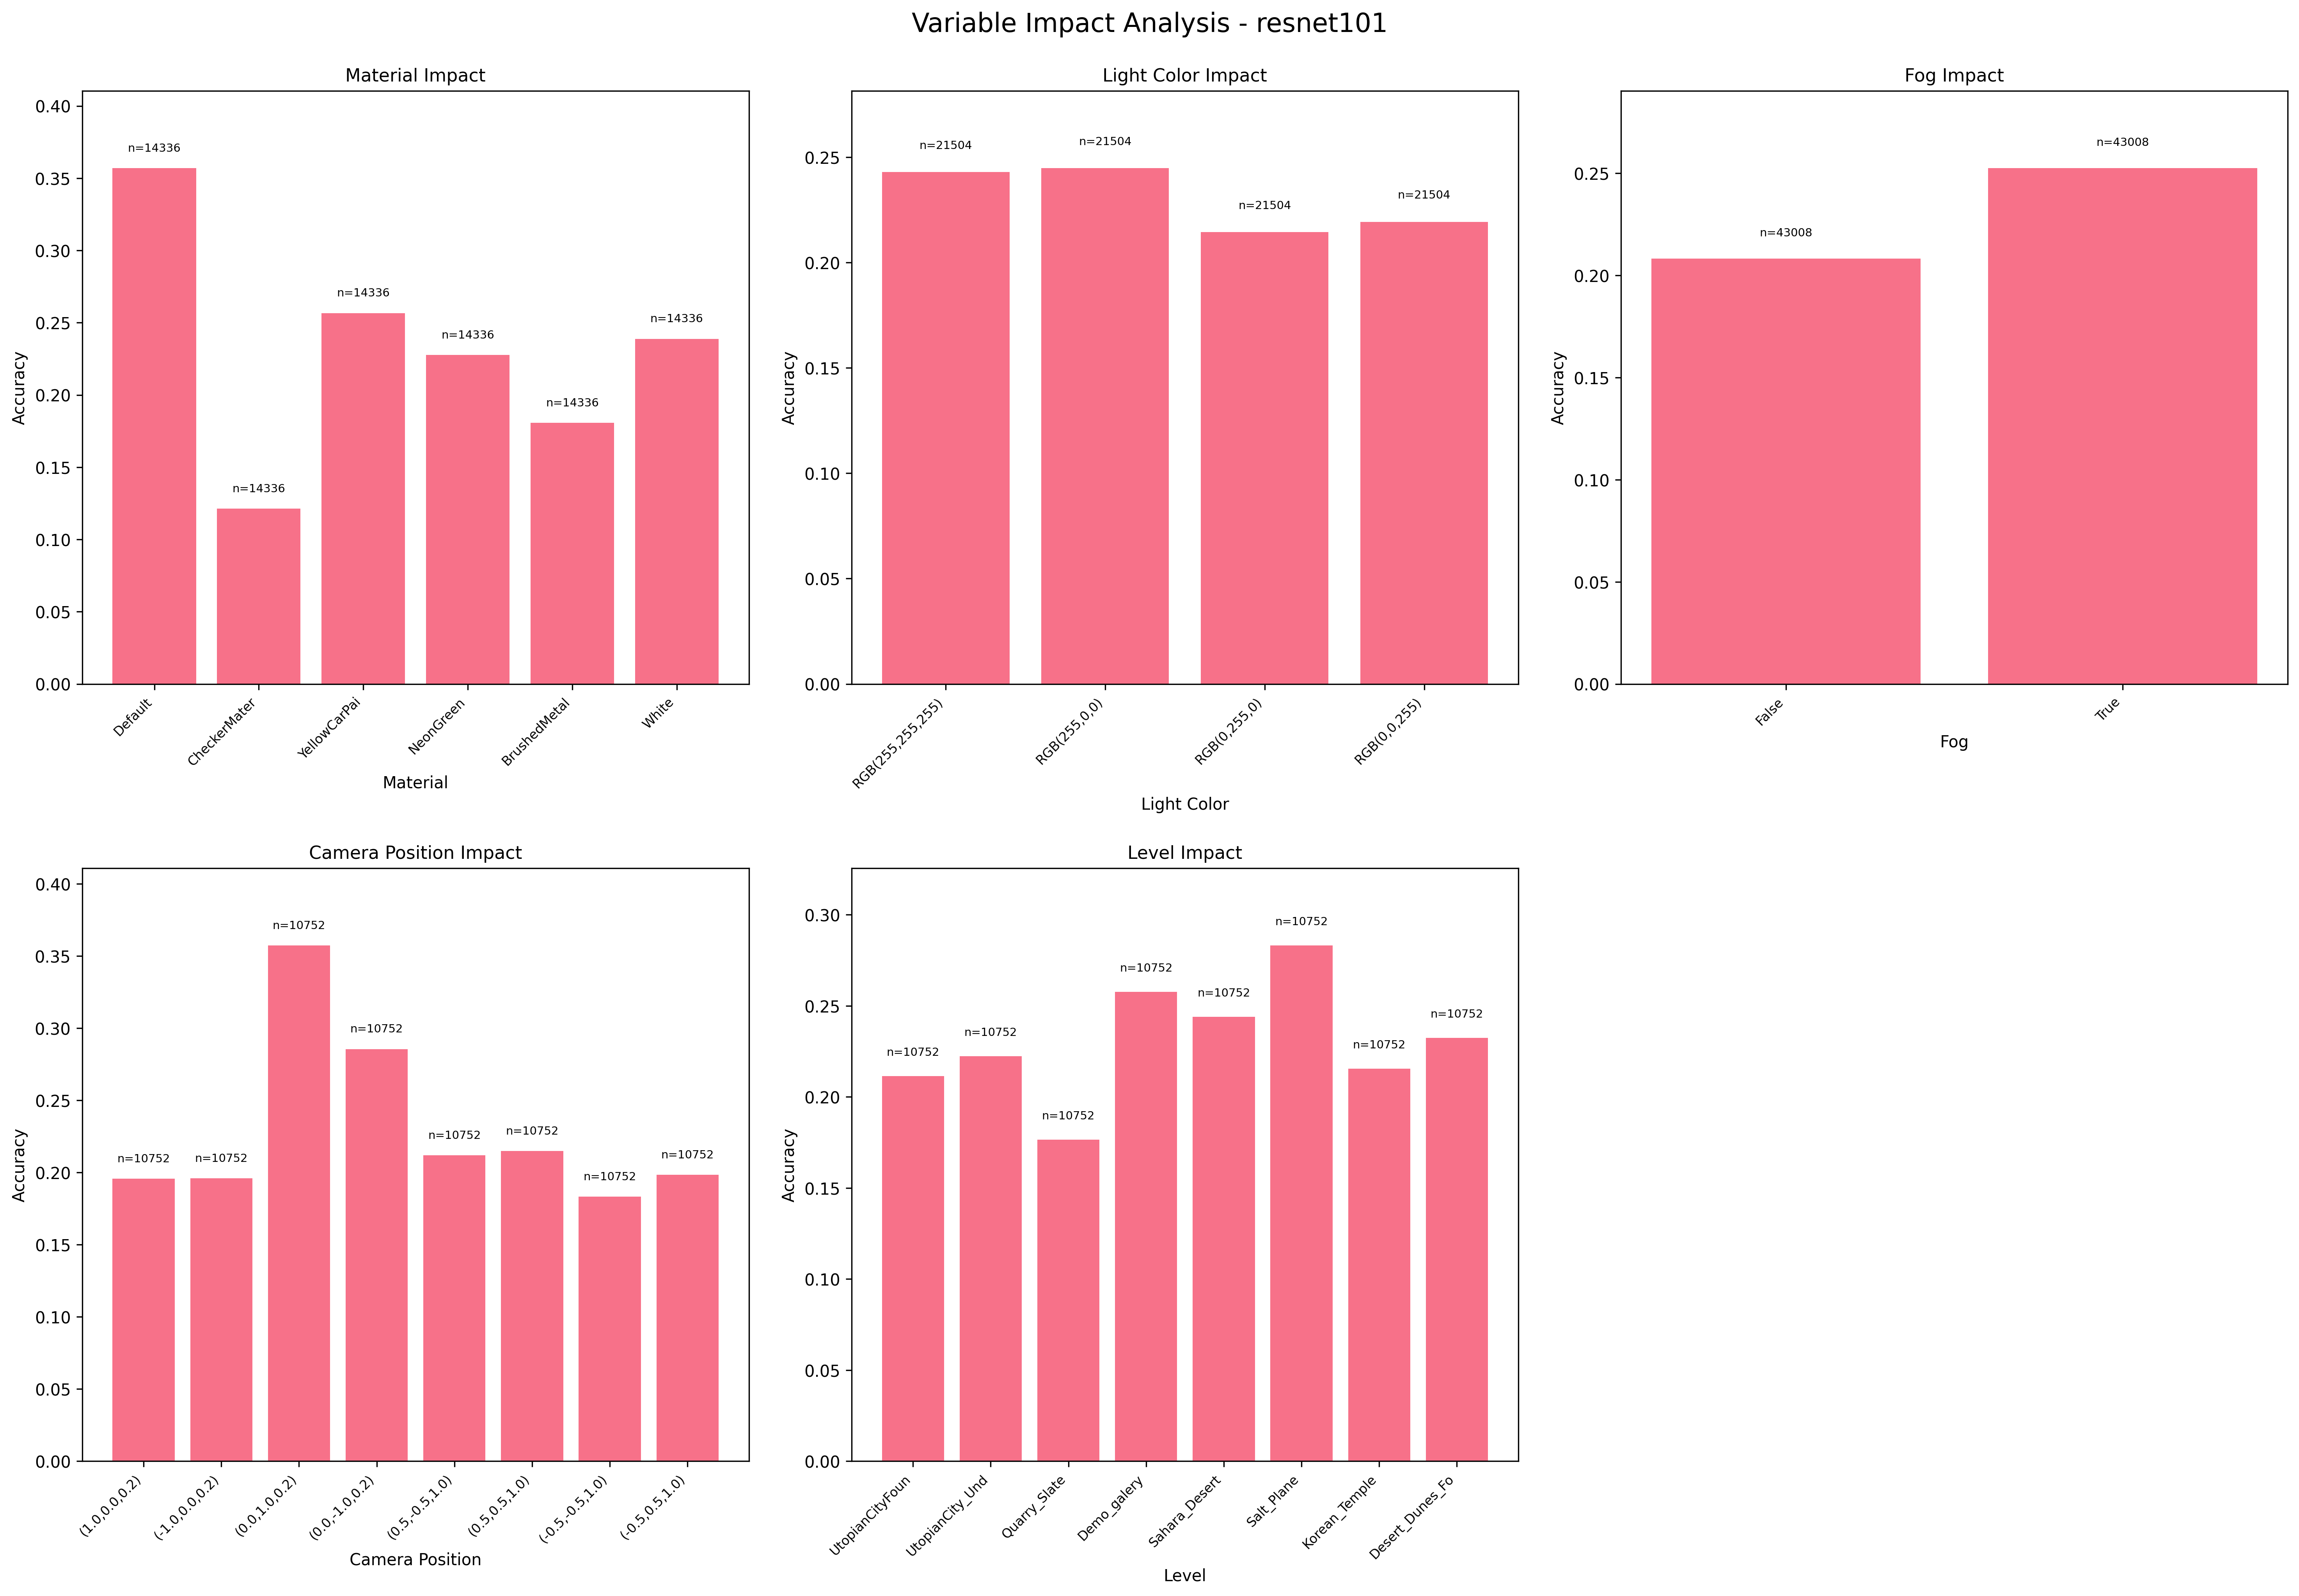 Variable Impact Analysis - resnet101
Material Impact
0.40
0.35
0.30
0.25
0.20
0.15
0.10
0.05
0.00
Accuracy
n=14336
n=14336
n=14336
n=14336
n=14336
n=14336
Default
CheckerMater
YellowCarPai
NeonGreen
BrushedMetal
White
Material
Light Color Impact
0.25
0.20
0.15
0.10
0.05
0.00
Accuracy
n=21504
n=21504
n=21504
n=21504
RGB(255,255,255)
RGB(255,0,0)
RGB(0,255,0)
RGB(0,0,255)
Light Color
Fog Impact
0.25
0.20
0.15
0.10
0.05
0.00
Accuracy
n=43008
n=43008
False
True
Fog
Camera Position Impact
0.40
0.35
0.30
0.25
0.20
0.15
0.10
0.05
0.00
Accuracy
n=10752
n=10752
n=10752
n=10752
n=10752
n=10752
n=10752
n=10752
(1.0,0.0,0.2)
(-1.0,0.0,0.2)
(0.0,1.0,0.2)
(0.0,-1.0,0.2)
(0.5,-0.5,1.0)
(0.5,0.5,1.0)
(-0.5,-0.5,1.0)
(-0.5,0.5,1.0)
Camera Position
Level Impact
0.30
0.25
0.20
0.15
0.10
0.05
0.00
Accuracy
n=10752
n=10752
n=10752
n=10752
n=10752
n=10752
n=10752
n=10752
UtopianCityFoun
UtopianCity_Und
Quarry_Slate
Demo_galery
Sahara_Desert
Salt_Plane
Korean_Temple
Desert_Dunes_Fo
Level